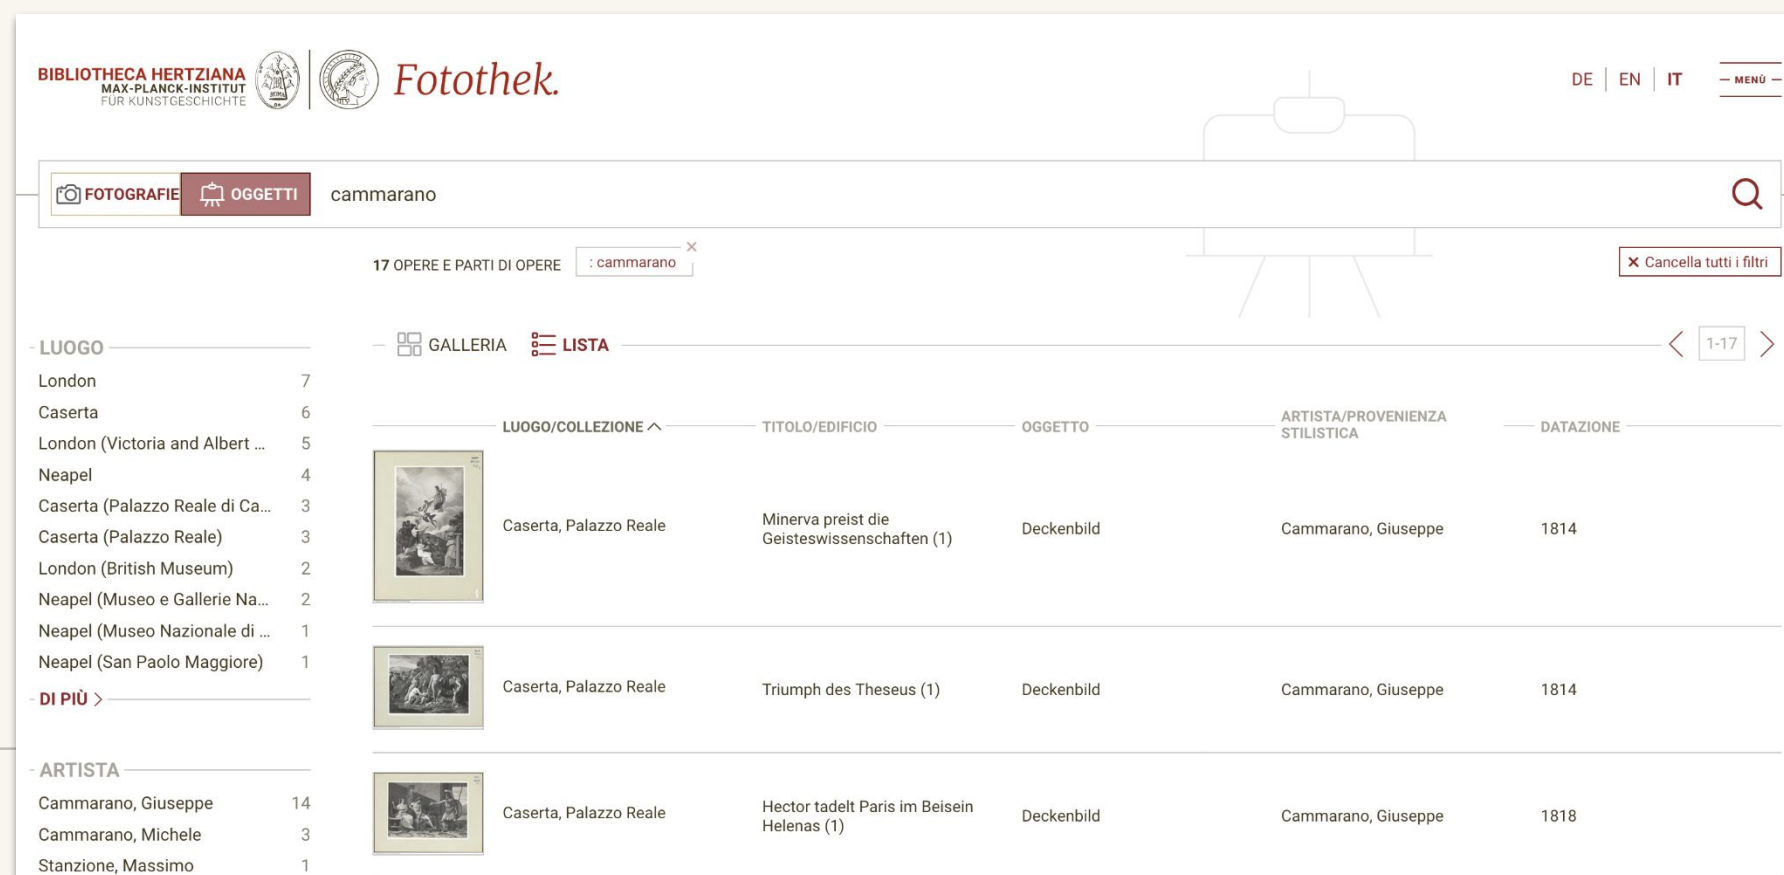 BIBLIOTHECA HERTZIANA
MAX-PLANCK-INSTITUT
FÜR KUNSTGESCHICHTE
Fotothek.
DE EN IT
MENÙ
FOTOGRAFIE OGGETTI cammarano
17 OPERE E PARTI DI OPERE : cammarano ×
× Cancella tutti i filtri
LUOGO
London 7
Caserta 6
London (Victoria and Albert ... 5
Neapel 4
Caserta (Palazzo Reale di Ca... 3
Caserta (Palazzo Reale) 3
London (British Museum) 2
Neapel (Museo e Gallerie Na... 2
Neapel (Museo Nazionale di ... 1
Neapel (San Paolo Maggiore) 1
DI PIÙ >
ARTISTA
Cammarano, Giuseppe 14
Cammarano, Michele 3
Stanzione, Massimo 1
GALLERIA LISTA 1-17
LUOGO/COLLEZIONE TITOLO/EDIFICIO OGGETTO ARTISTA/PROVENIENZA STILISTICA DATAZIONE
Caserta, Palazzo Reale
Minerva preist die
Geisteswissenschaften (1)
Deckenbild
Cammarano, Giuseppe
1814
Caserta, Palazzo Reale
Triumph des Theseus (1)
Deckenbild
Cammarano, Giuseppe
1814
Caserta, Palazzo Reale
Hector tadelt Paris im Beisein
Helenas (1)
Deckenbild
Cammarano, Giuseppe
1818